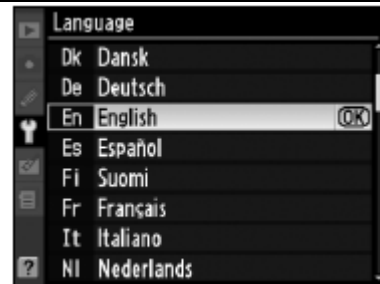 Language
Dk Dansk
De Deutsch
En English OK
Es Español
Fi Suomi
Fr Français
It Italiano
Nl Nederlands
?